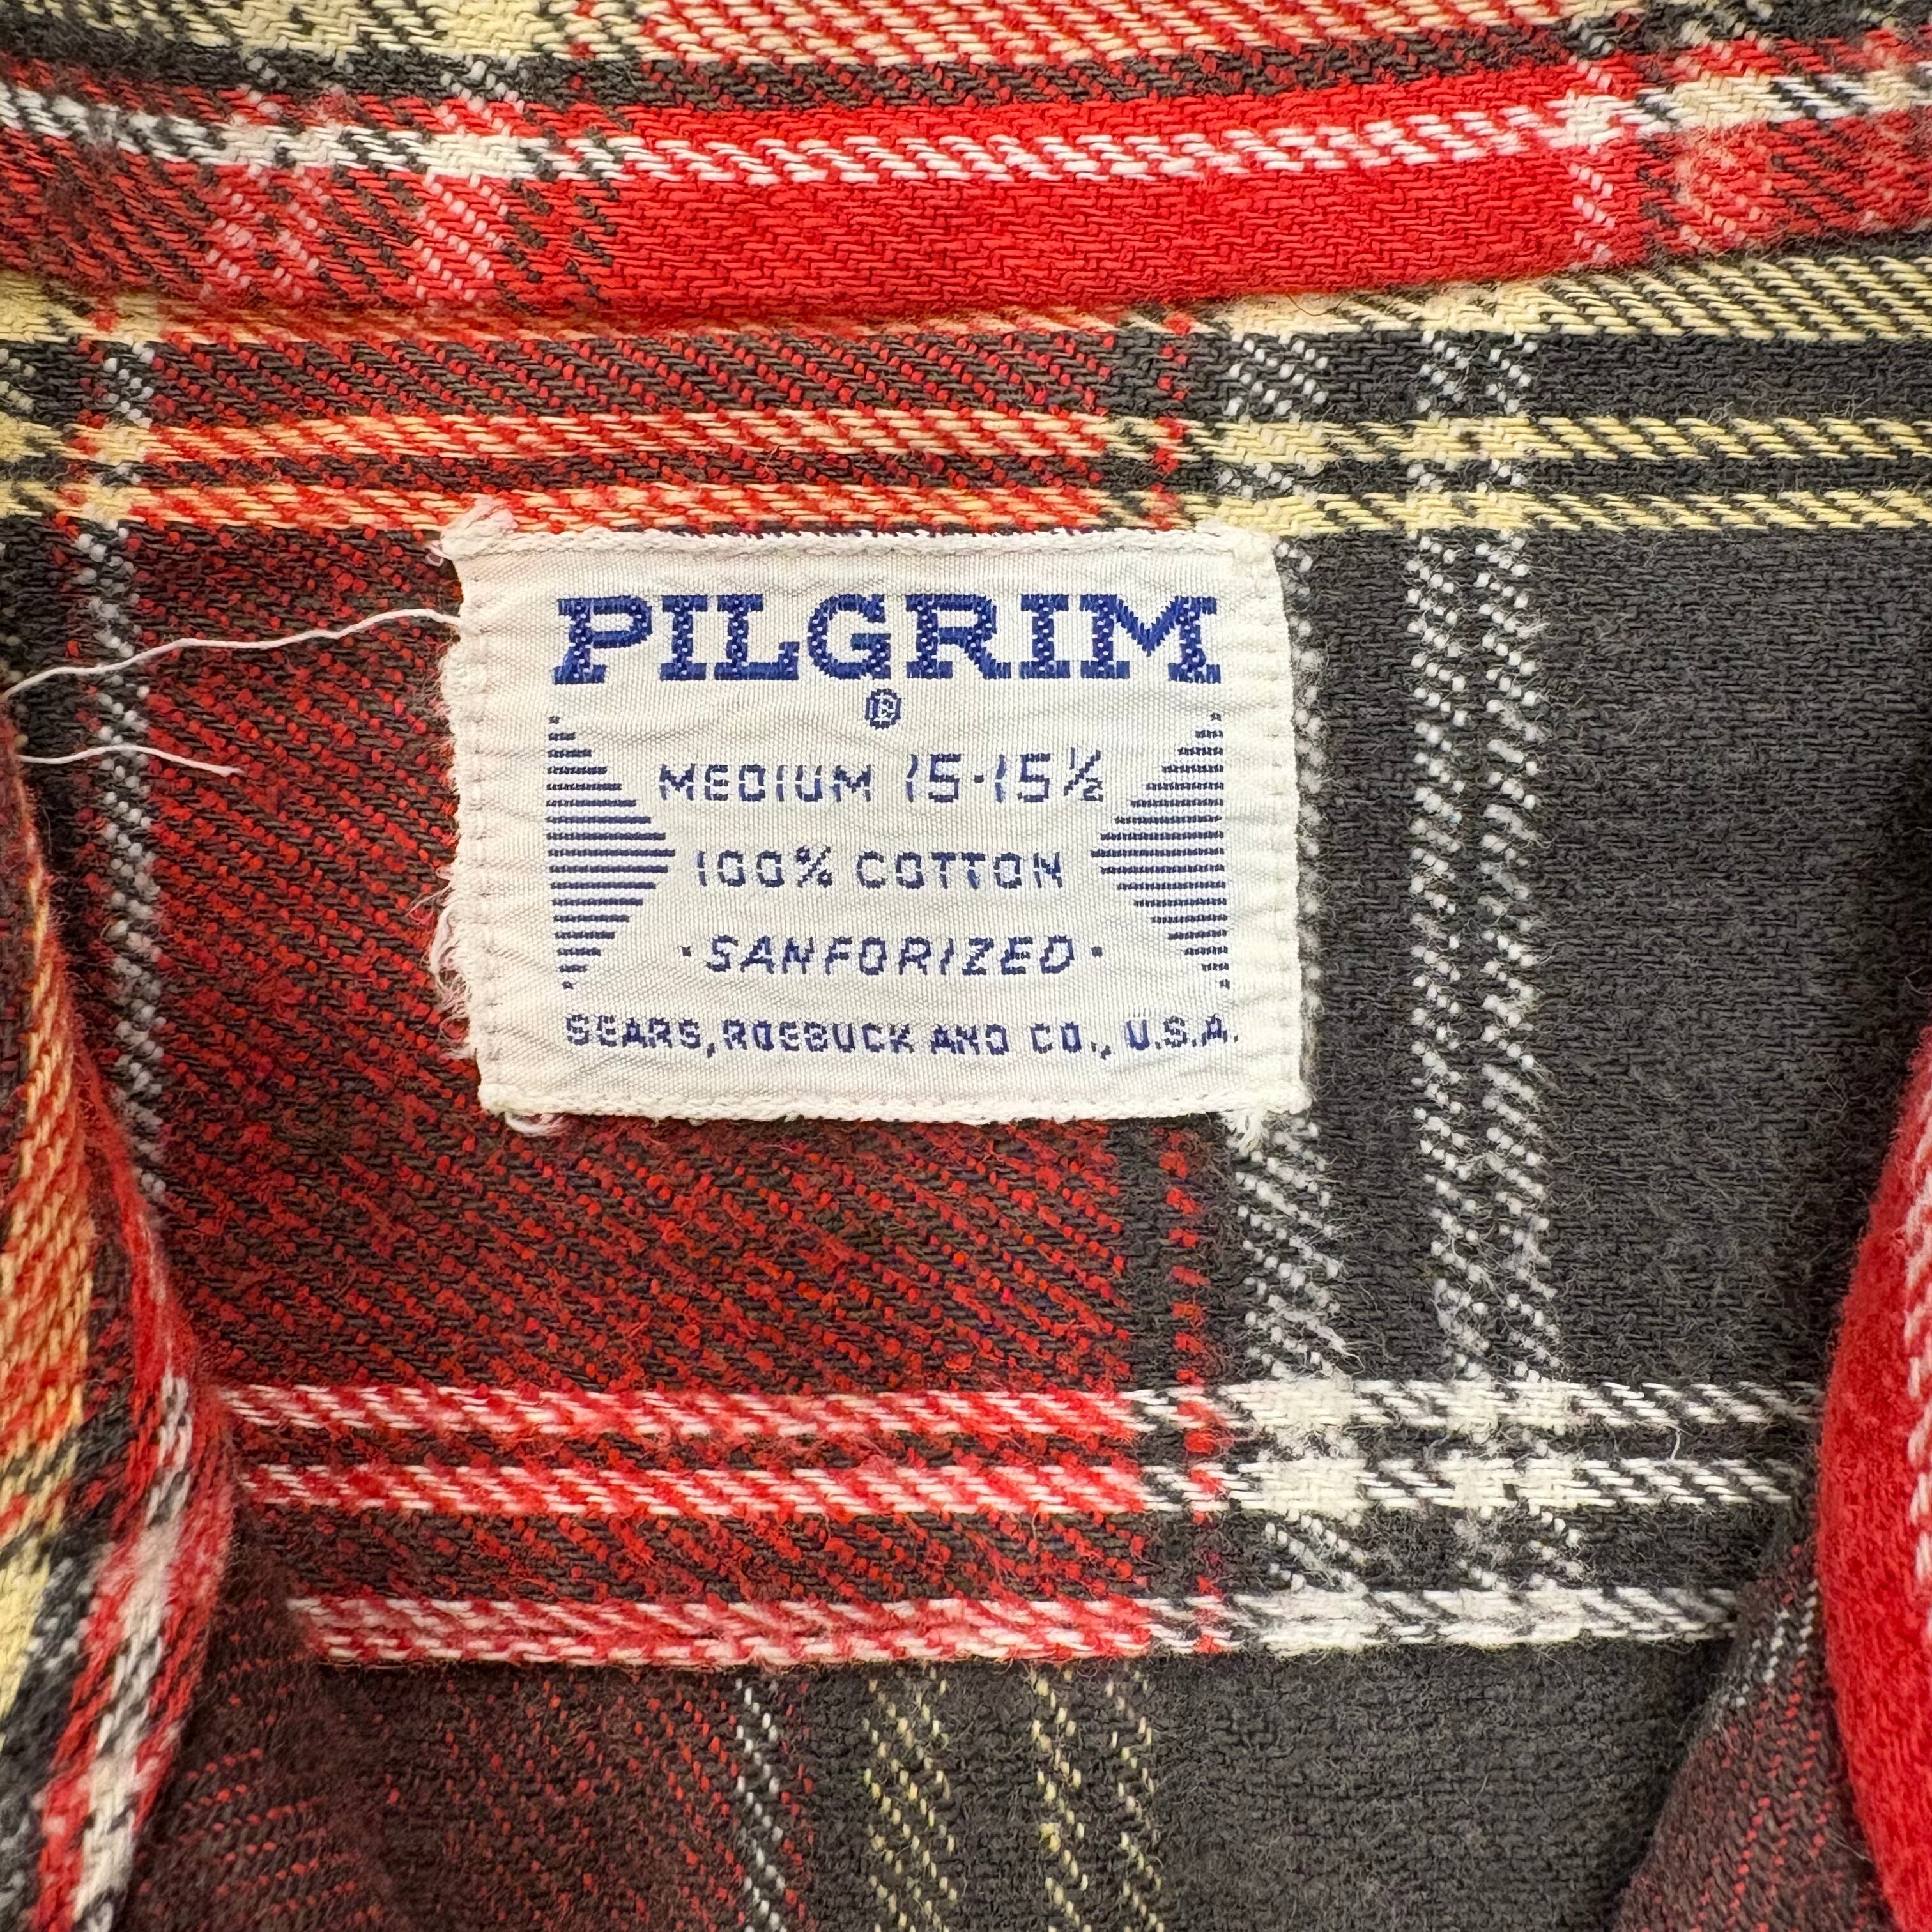 PILGRIM
®
MEDIUM 15-15½
100% COTTON
·SANFORIZED·
SEARS, ROEBUCK AND CO., U.S.A.